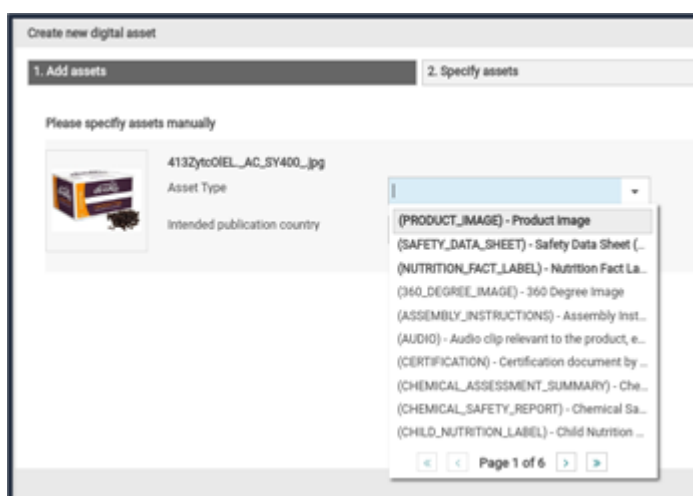 Create new digital asset
1. Add assets
2. Specify assets
Please specifiy assets manually
413ZytcOlEL._AC_SY400_.jpg
Asset Type
Intended publication country
(PRODUCT_IMAGE) - Product Image
(SAFETY_DATA_SHEET) - Safety Data Sheet (...
(NUTRITION_FACT_LABEL) - Nutrition Fact La...
(360_DEGREE_IMAGE) - 360 Degree Image
(ASSEMBLY_INSTRUCTIONS) - Assembly Inst...
(AUDIO) - Audio clip relevant to the product, e...
(CERTIFICATION) - Certification document by ...
(CHEMICAL_ASSESSMENT_SUMMARY) - Che...
(CHEMICAL_SAFETY_REPORT) - Chemical Sa...
(CHILD_NUTRITION_LABEL) - Child Nutrition ...
« < Page 1 of 6 > »